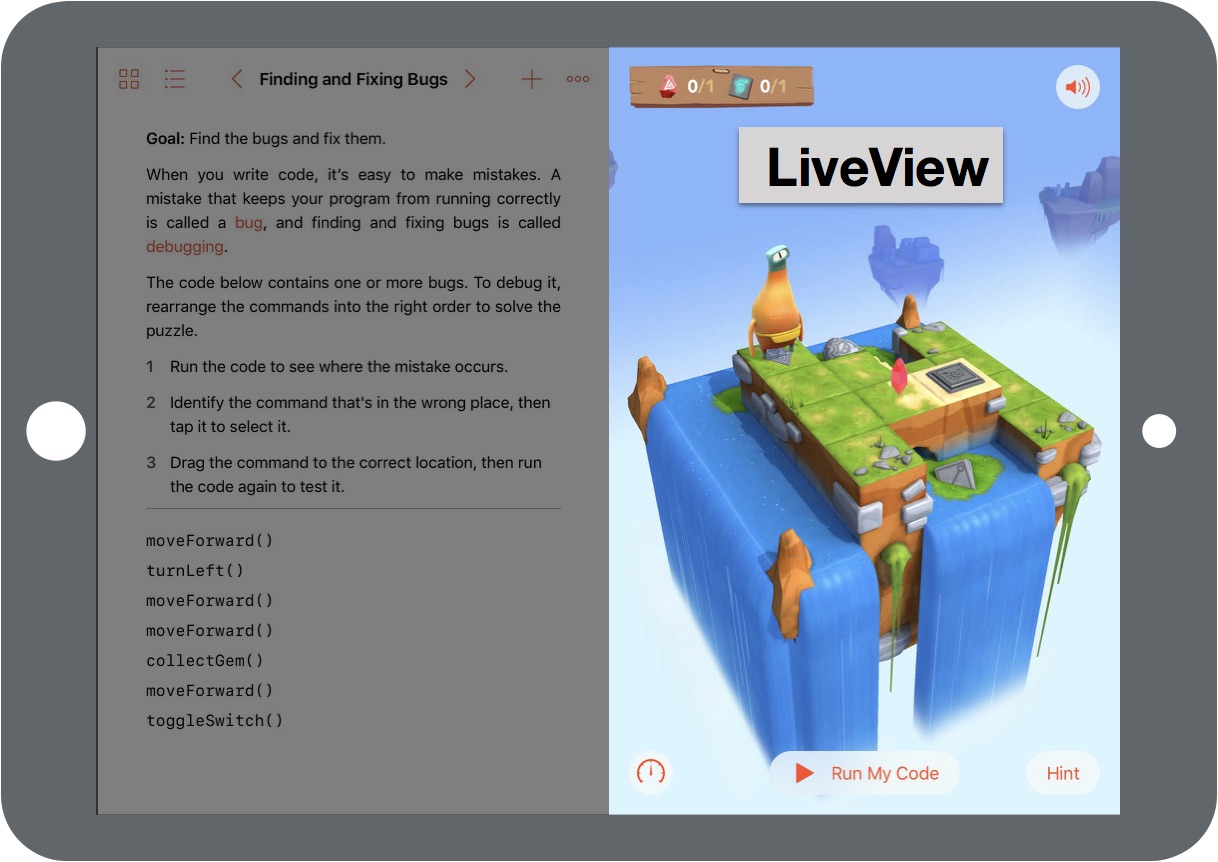 Finding and Fixing Bugs
Goal: Find the bugs and fix them.
When you write code, it’s easy to make mistakes. A
mistake that keeps your program from running correctly
is called a bug, and finding and fixing bugs is called
debugging.
The code below contains one or more bugs. To debug it,
rearrange the commands into the right order to solve the
puzzle.
1 Run the code to see where the mistake occurs.
2 Identify the command that's in the wrong place, then
tap it to select it.
3 Drag the command to the correct location, then run
the code again to test it.
moveForward()
turnLeft()
moveForward()
moveForward()
collectGem()
moveForward()
toggleSwitch()
0/1 0/1
LiveView
Run My Code
Hint